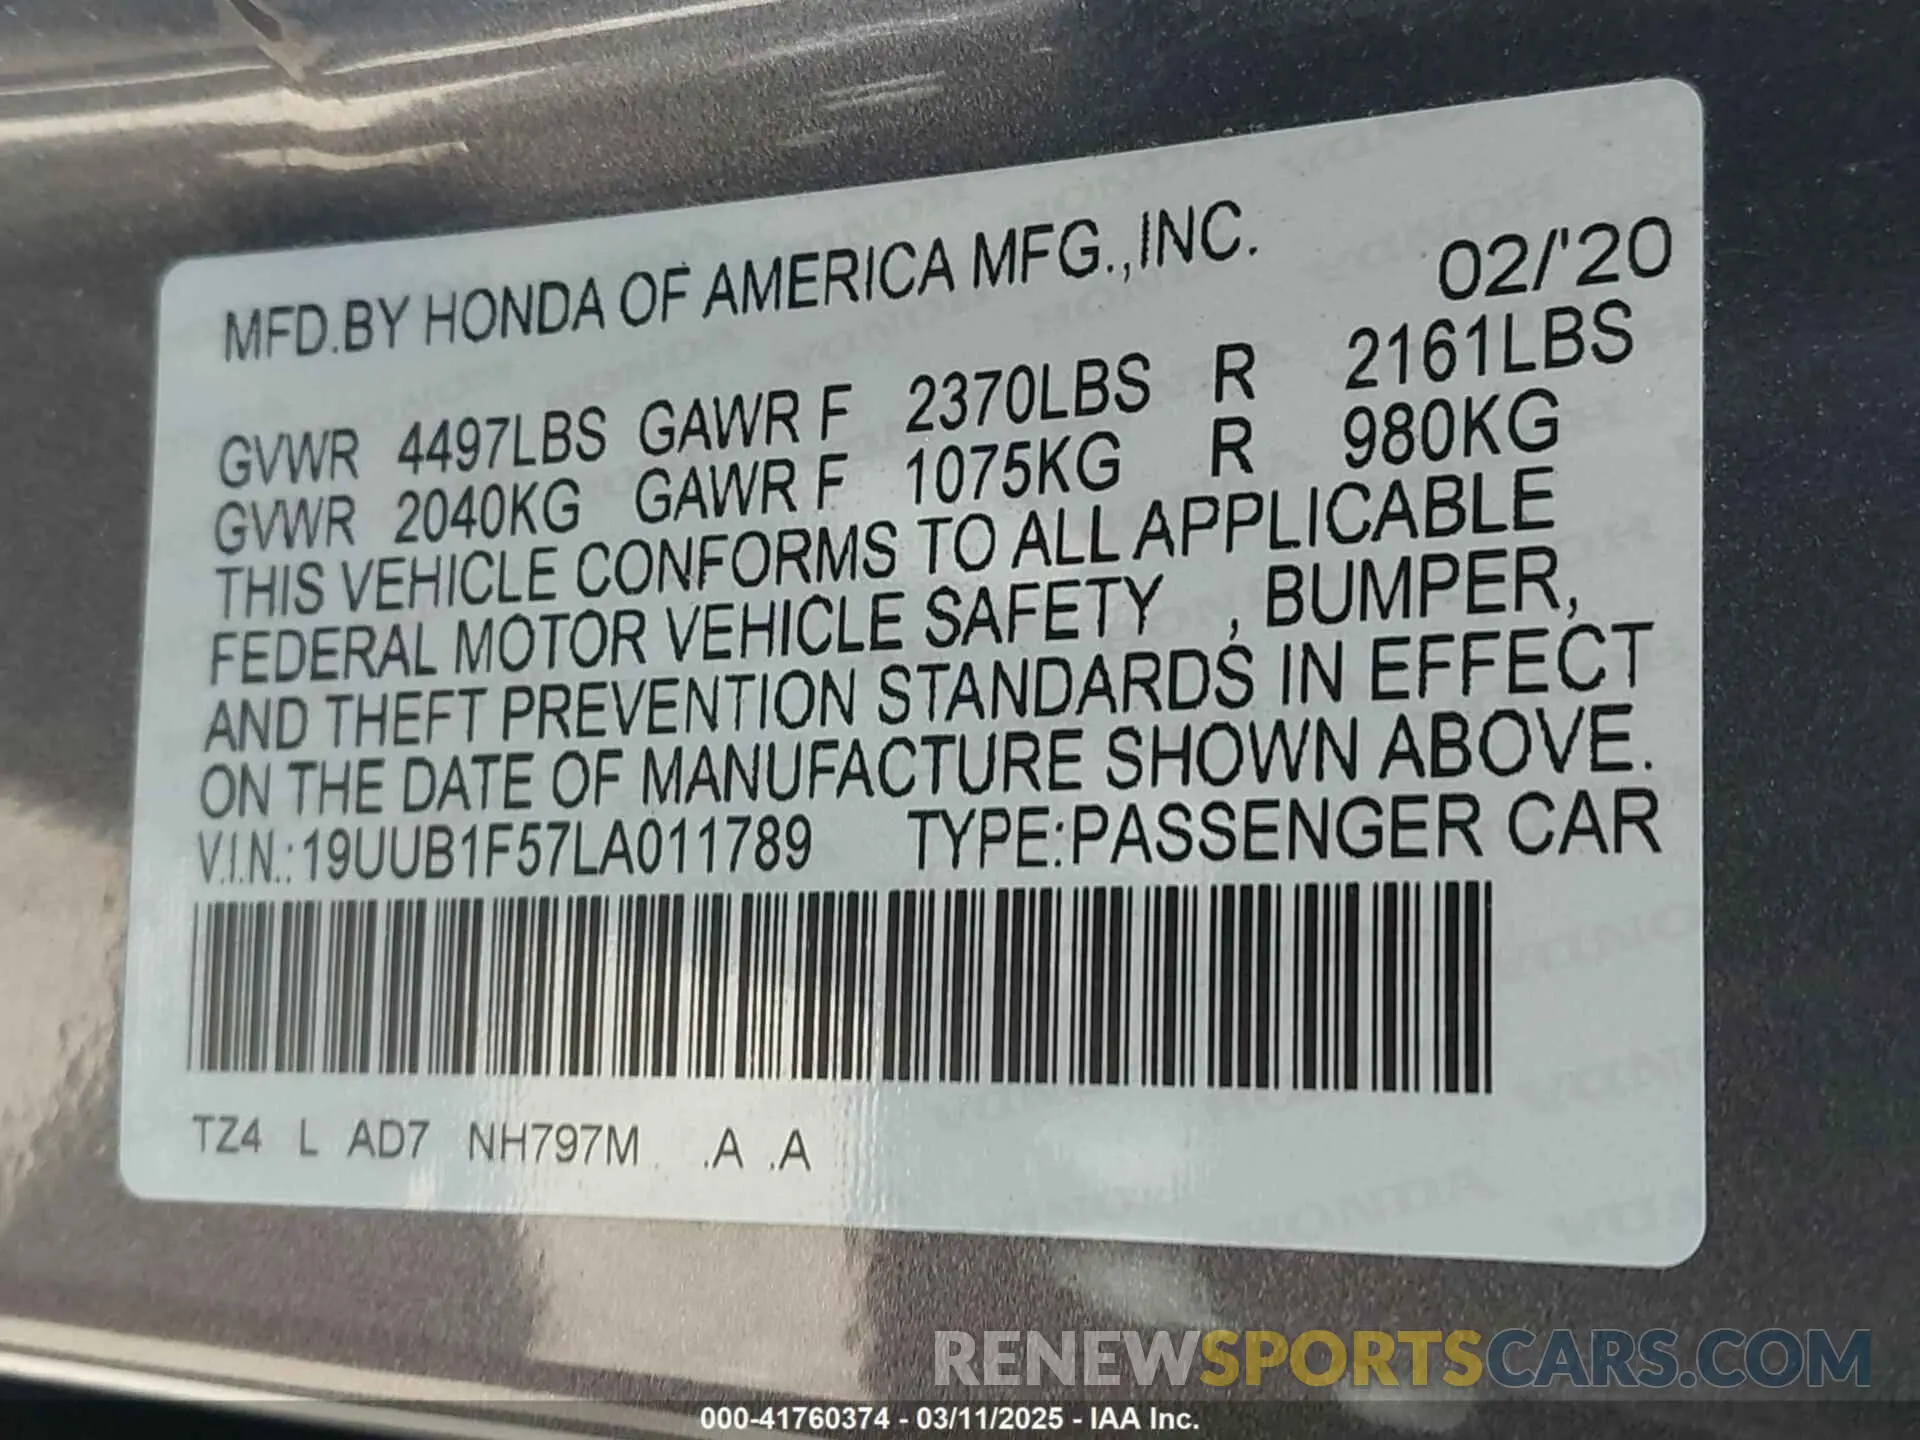 MFD.BY HONDA OF AMERICA MFG.,INC. 02/'20
GVWR 4497LBS GAWR F 2370LBS R 2161LBS
GVWR 2040KG GAWR F 1075KG R 980KG
THIS VEHICLE CONFORMS TO ALL APPLICABLE
FEDERAL MOTOR VEHICLE SAFETY , BUMPER,
AND THEFT PREVENTION STANDARDS IN EFFECT
ON THE DATE OF MANUFACTURE SHOWN ABOVE.
V.I.N.:19UUB1F57LA011789 TYPE:PASSENGER CAR
TZ4 L AD7 NH797M .A .A
RENEWSPORTSCARS.COM
000-41760374 - 03/11/2025 - IAA Inc.